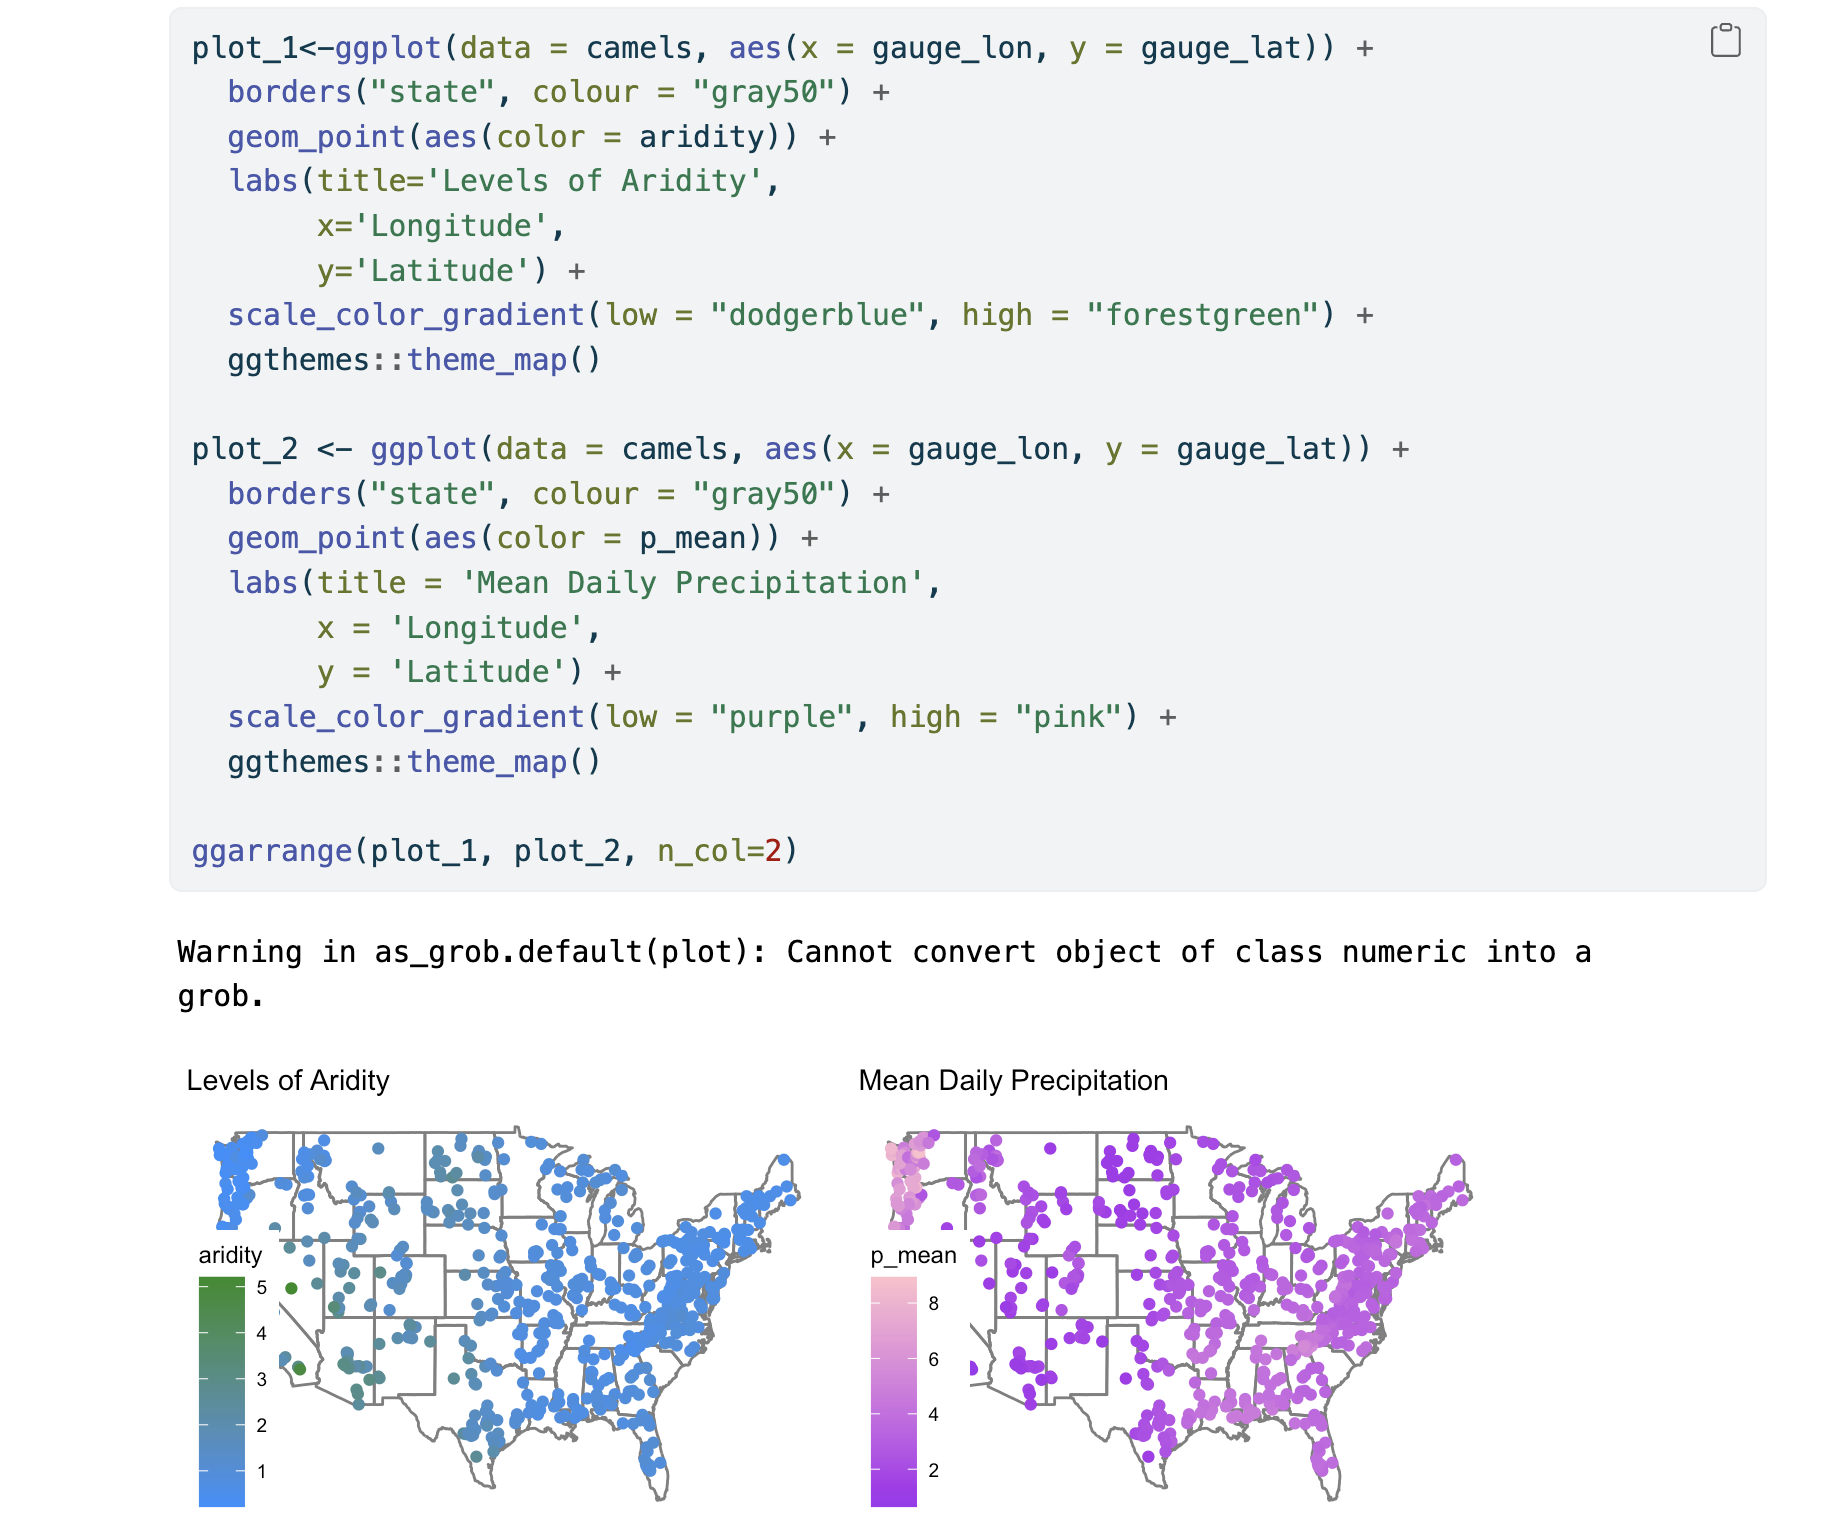 plot_1<-ggplot(data = camels, aes(x = gauge_lon, y = gauge_lat)) +
  borders("state", colour = "gray50") +
  geom_point(aes(color = aridity)) +
  labs(title='Levels of Aridity',
       x='Longitude',
       y='Latitude') +
  scale_color_gradient(low = "dodgerblue", high = "forestgreen") +
  ggthemes::theme_map()

plot_2 <- ggplot(data = camels, aes(x = gauge_lon, y = gauge_lat)) +
  borders("state", colour = "gray50") +
  geom_point(aes(color = p_mean)) +
  labs(title = 'Mean Daily Precipitation',
       x = 'Longitude',
       y = 'Latitude') +
  scale_color_gradient(low = "purple", high = "pink") +
  ggthemes::theme_map()

ggarrange(plot_1, plot_2, n_col=2)

Warning in as_grob.default(plot): Cannot convert object of class numeric into a
grob.

Levels of Aridity
aridity
5
4
3
2
1

Mean Daily Precipitation
p_mean
8
6
4
2